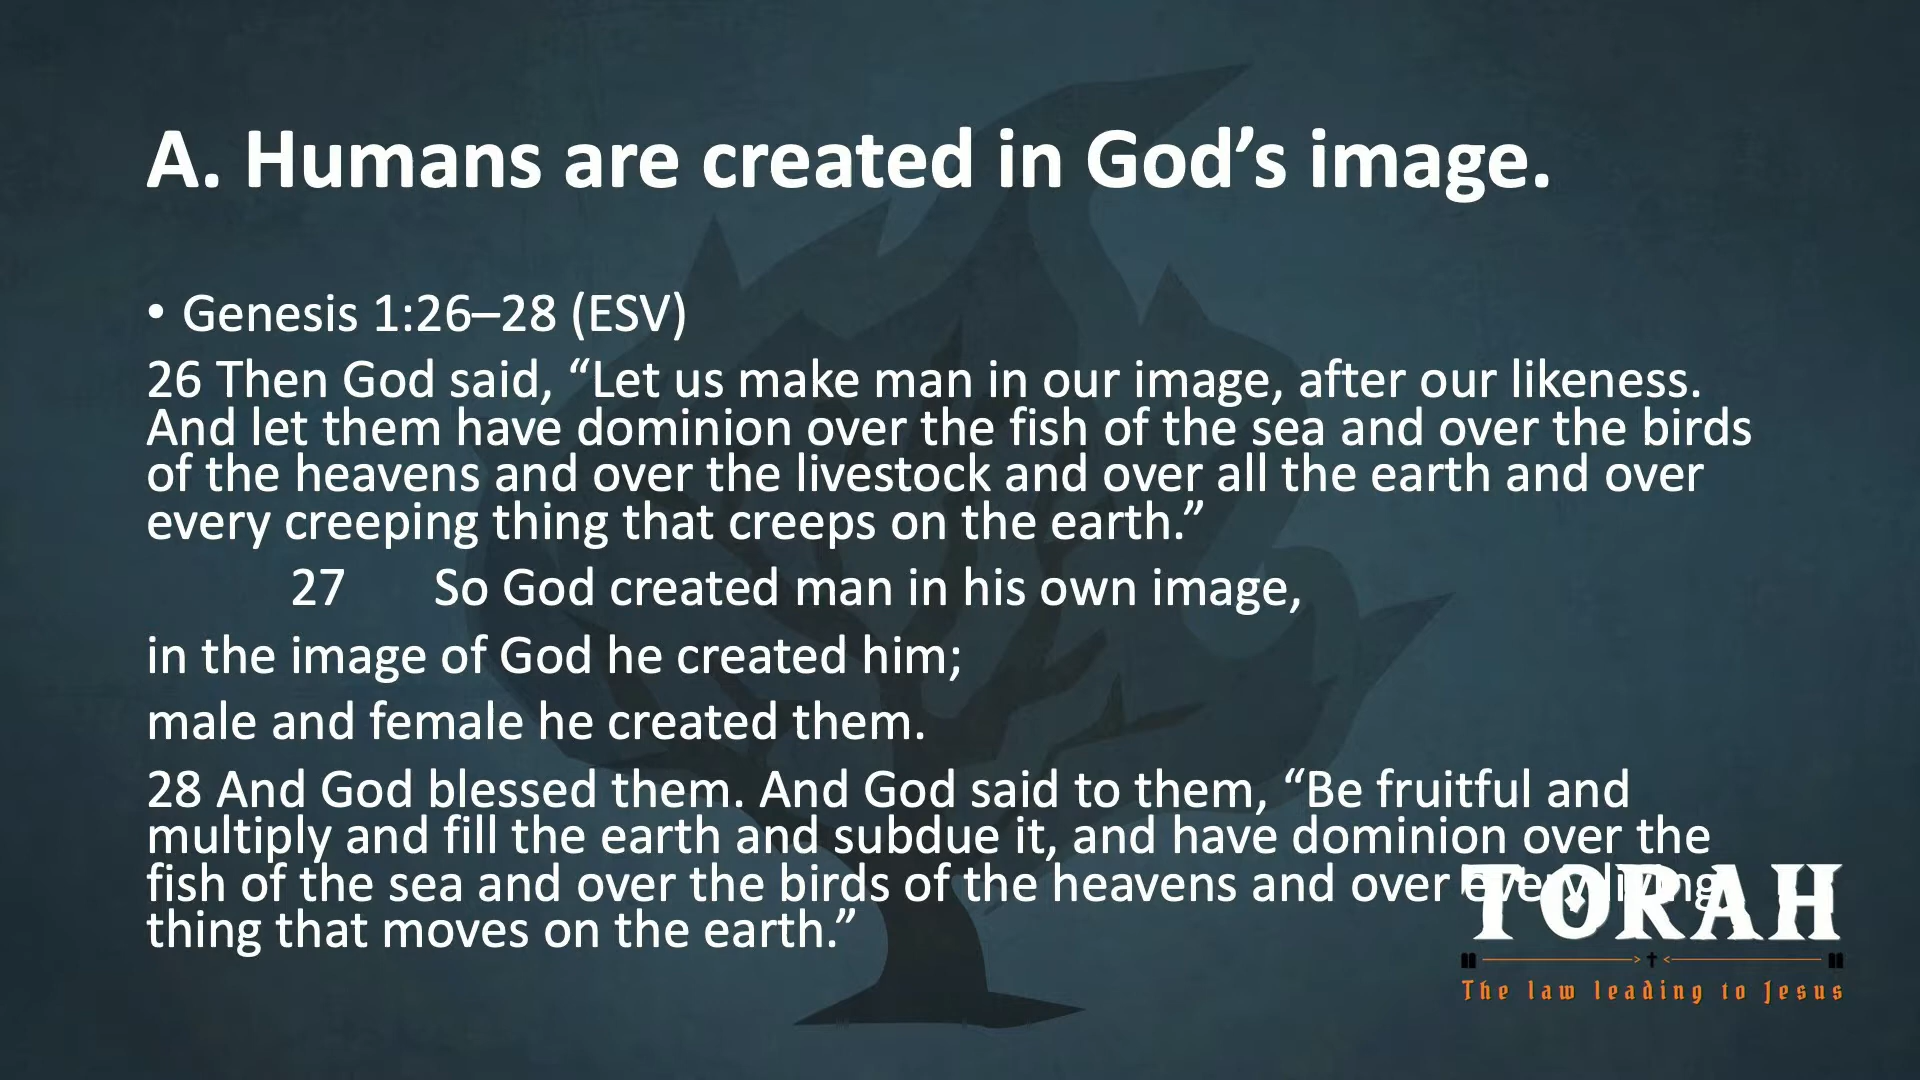 A. Humans are created in God’s image.
• Genesis 1:26–28 (ESV)
26 Then God said, “Let us make man in our image, after our likeness.
And let them have dominion over the fish of the sea and over the birds
of the heavens and over the livestock and over all the earth and over
every creeping thing that creeps on the earth.”
27 So God created man in his own image,
in the image of God he created him;
male and female he created them.
28 And God blessed them. And God said to them, “Be fruitful and
multiply and fill the earth and subdue it, and have dominion over the
fish of the sea and over the birds of the heavens and over every living
thing that moves on the earth.”
TORAH
The law leading to Jesus